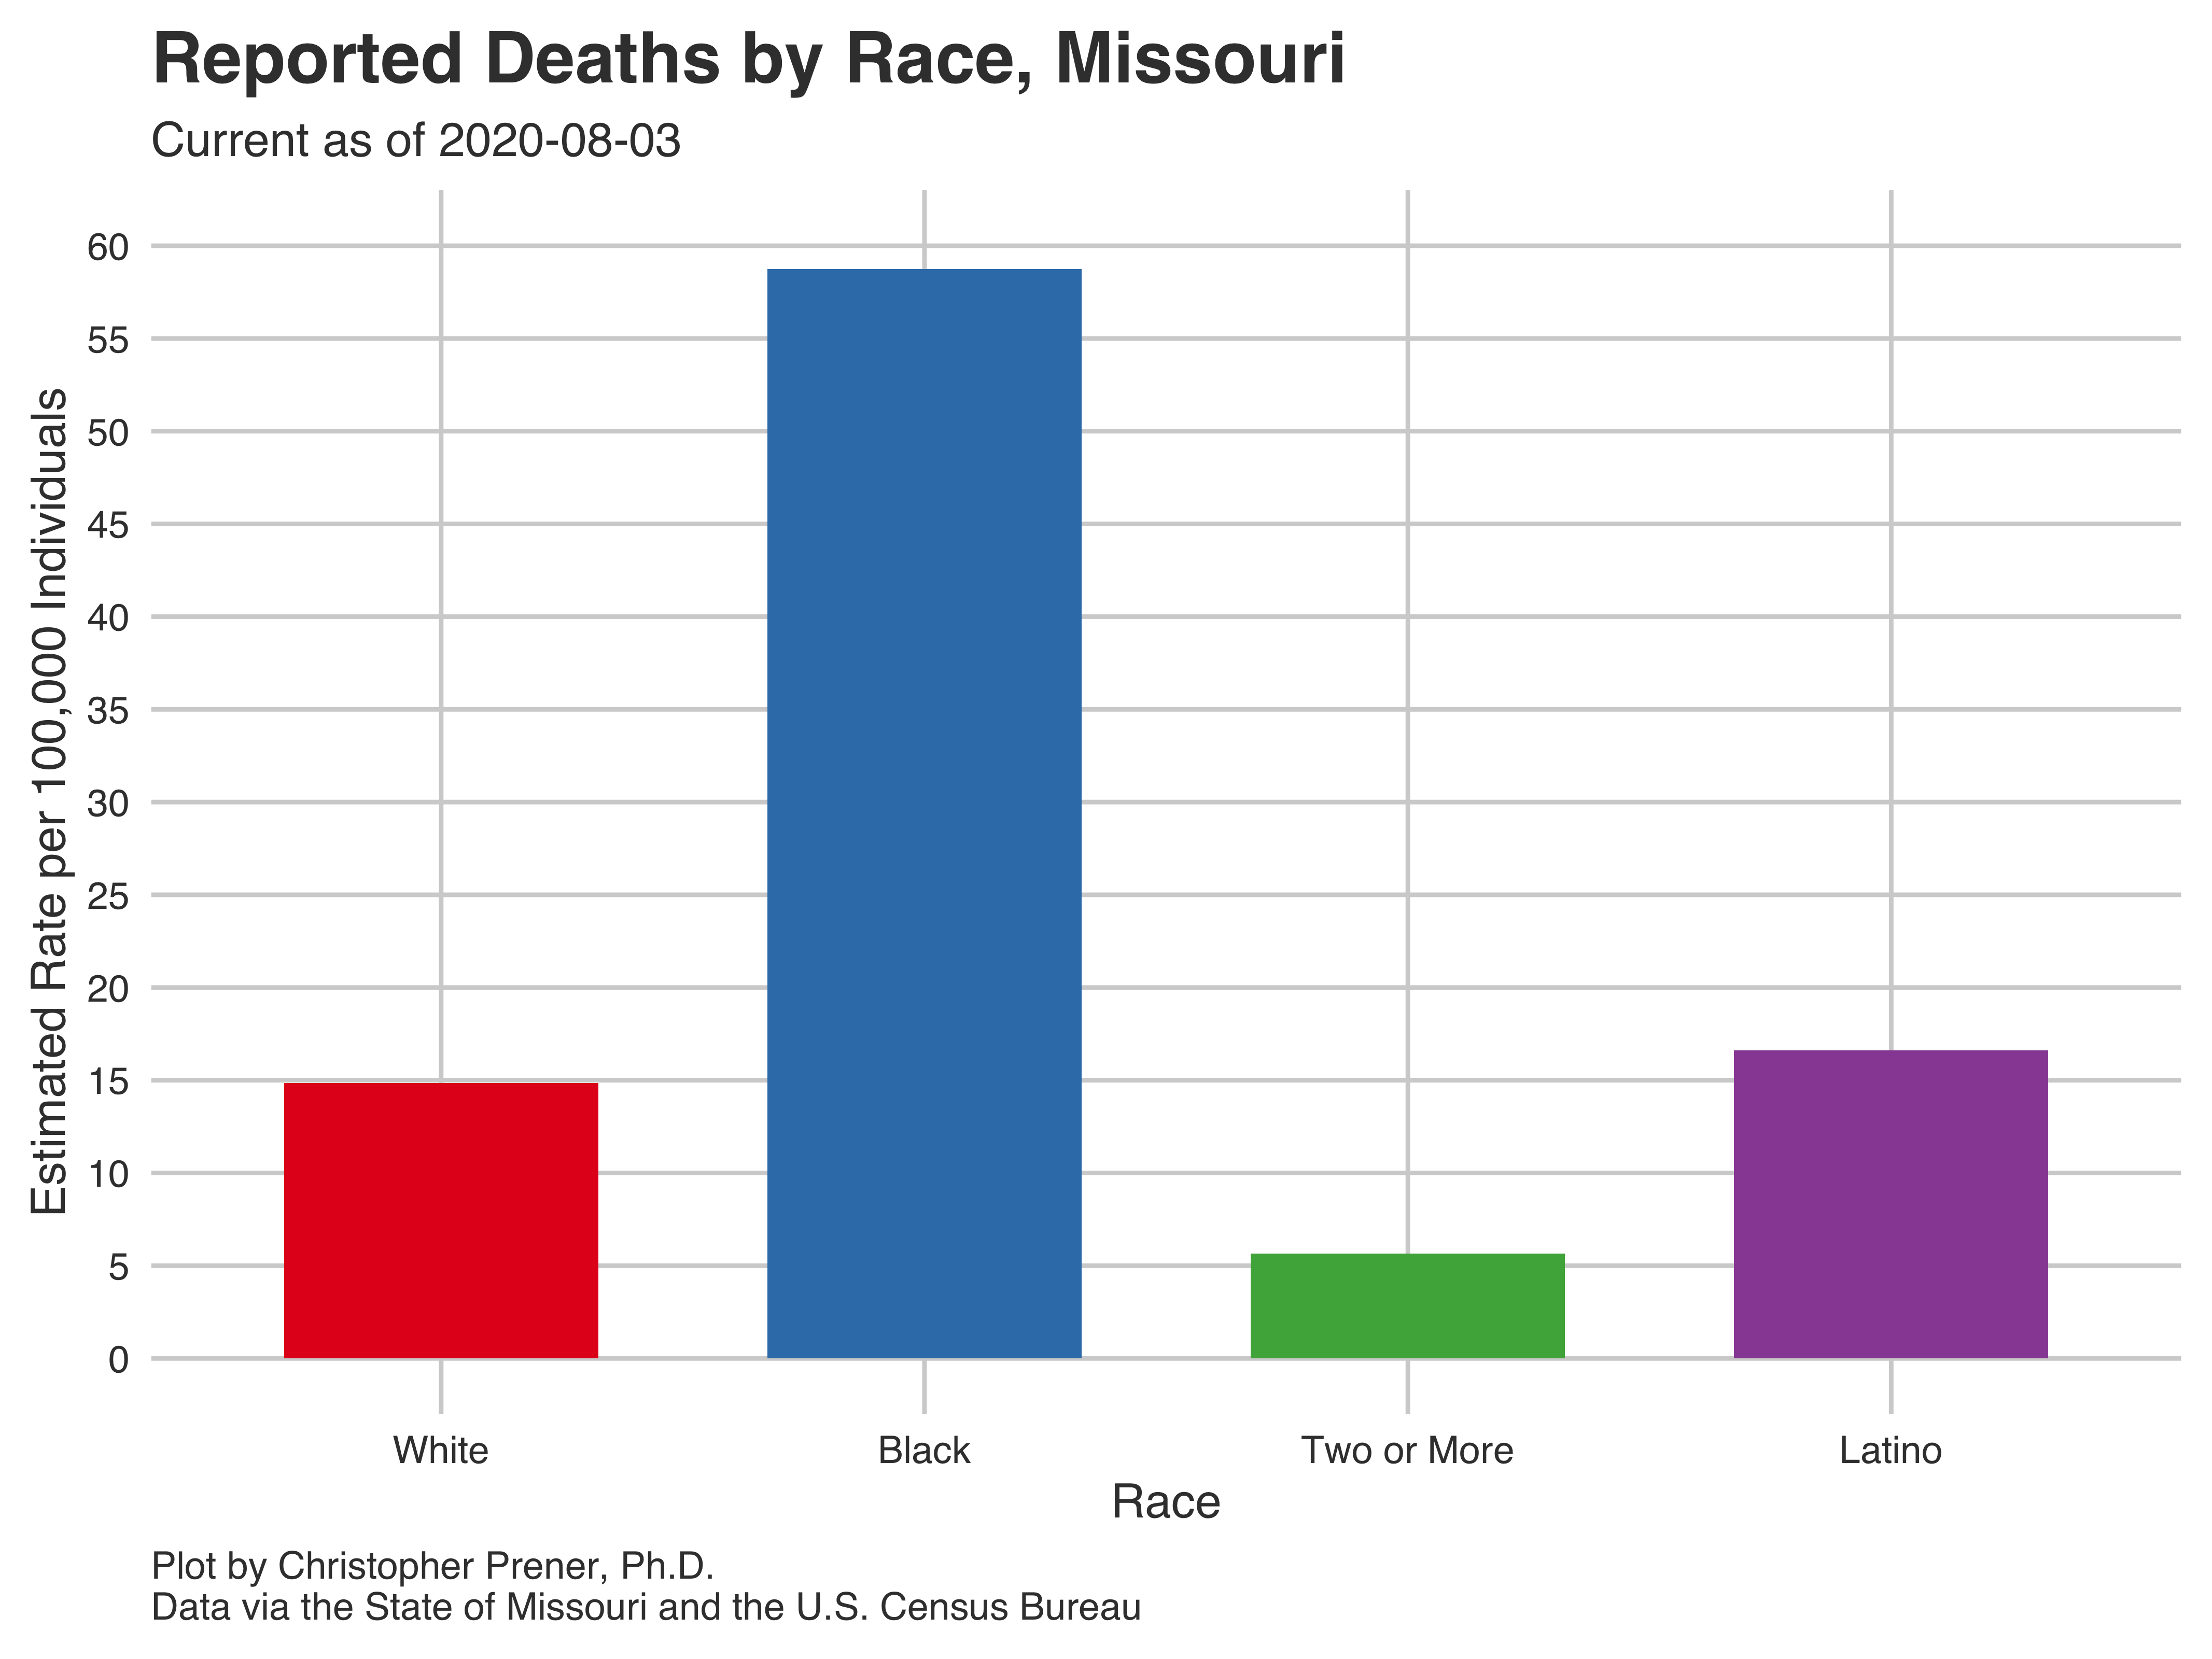 Reported Deaths by Race, Missouri
Current as of 2020-08-03
Estimated Rate per 100,000 Individuals
60
55
50
45
40
35
30
25
20
15
10
5
0
White
Black
Two or More
Latino
Race
Plot by Christopher Prener, Ph.D.
Data via the State of Missouri and the U.S. Census Bureau